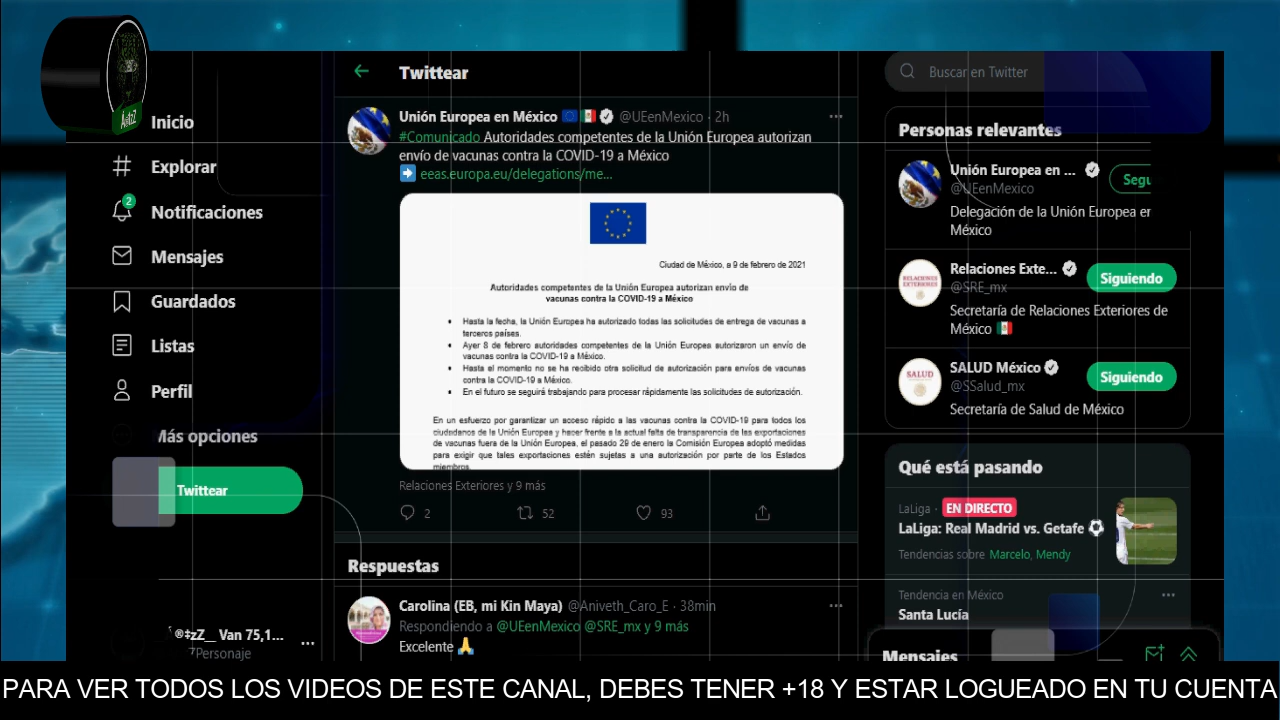 AztZ
Inicio
Explorar
2
Notificaciones
Mensajes
Guardados
Listas
Perfil
Más opciones
Twittear
Van 75,1...
Personaje
Twittear
Unión Europea en México @UEenMexico · 2h
#Comunicado Autoridades competentes de la Unión Europea autorizan
envío de vacunas contra la COVID-19 a México
eeas.europa.eu/delegations/me...
Ciudad de México, a 9 de febrero de 2021
Autoridades competentes de la Unión Europea autorizan envío de
vacunas contra la COVID-19 a México
• Hasta la fecha, la Unión Europea ha autorizado todas las solicitudes de entrega de vacunas a
terceros países.
• Ayer 8 de febrero autoridades competentes de la Unión Europea autorizaron un envío de
vacunas contra la COVID-19 a México.
• Hasta el momento no se ha recibido otra solicitud de autorización para envíos de vacunas
contra la COVID-19 a México.
• En el futuro se seguirá trabajando para procesar rápidamente las solicitudes de autorización.
En un esfuerzo por garantizar un acceso rápido a las vacunas contra la COVID-19 para todos los
ciudadanos de la Unión Europea y hacer frente a la actual falta de transparencia de las exportaciones
de vacunas fuera de la Unión Europea, el pasado 29 de enero la Comisión Europea adoptó medidas
para exigir que tales exportaciones estén sujetas a una autorización por parte de los Estados
miembros.
Relaciones Exteriores y 9 más
2 52 93
Respuestas
Carolina (EB, mi Kin Maya) @Aniveth_Caro_E · 38min
Respondiendo a @UEenMexico @SRE_mx y 9 más
Excelente 🙏
Buscar en Twitter
Personas relevantes
Unión Europea en ...
@UEenMexico
Segu
Delegación de la Unión Europea en
México
RELACIONES
EXTERIORES
Relaciones Exte...
@SRE_mx
Siguiendo
Secretaría de Relaciones Exteriores de
México
SALUD
SALUD México
@SSalud_mx
Siguiendo
Secretaría de Salud de México
Qué está pasando
LaLiga · EN DIRECTO
LaLiga: Real Madrid vs. Getafe ⚽
Tendencias sobre Marcelo, Mendy
Tendencia en México
Santa Lucía
Mensajes
PARA VER TODOS LOS VIDEOS DE ESTE CANAL, DEBES TENER +18 Y ESTAR LOGUEADO EN TU CUENTA